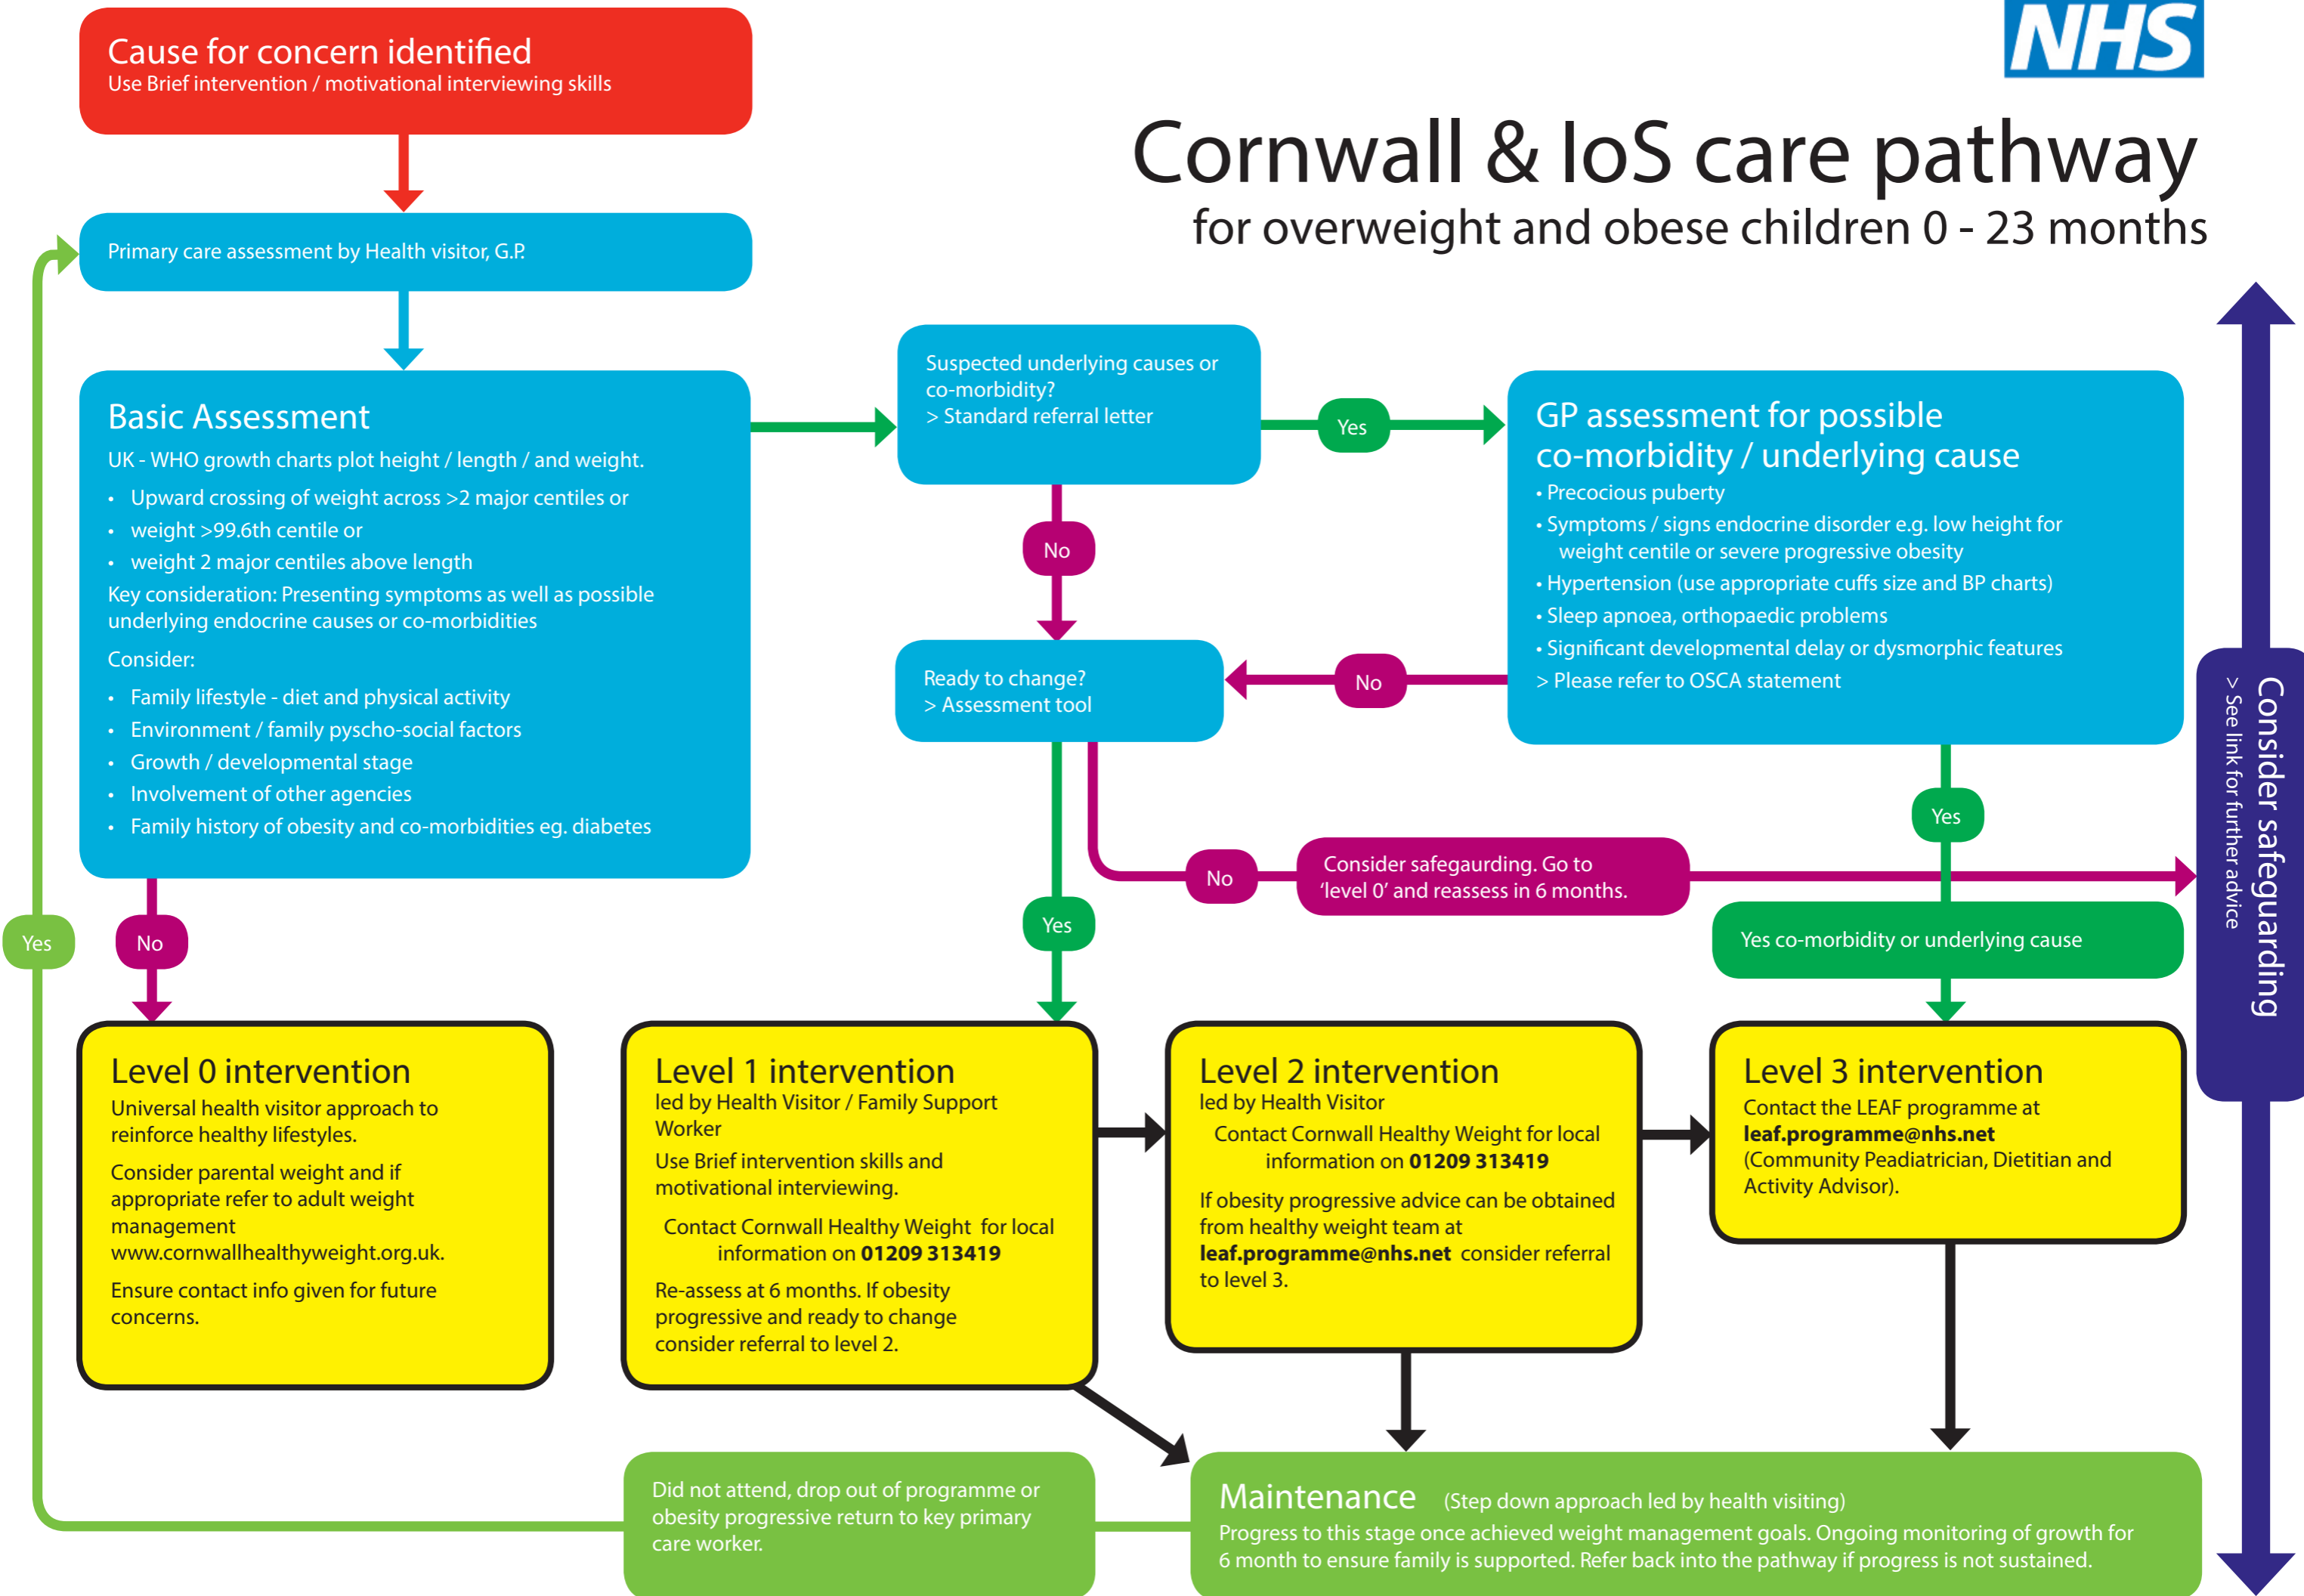 NHS
Cornwall & IoS care pathway
for overweight and obese children 0 - 23 months
Cause for concern identified
Use Brief intervention / motivational interviewing skills
Primary care assessment by Health visitor, G.P.
Basic Assessment
UK - WHO growth charts plot height / length / and weight.
• Upward crossing of weight across >2 major centiles or
• weight >99.6th centile or
• weight 2 major centiles above length
Key consideration: Presenting symptoms as well as possible
underlying endocrine causes or co-morbidities
Consider:
• Family lifestyle - diet and physical activity
• Environment / family pyscho-social factors
• Growth / developmental stage
• Involvement of other agencies
• Family history of obesity and co-morbidities eg. diabetes
Suspected underlying causes or
co-morbidity?
> Standard referral letter
Yes
No
GP assessment for possible
co-morbidity / underlying cause
• Precocious puberty
• Symptoms / signs endocrine disorder e.g. low height for
weight centile or severe progressive obesity
• Hypertension (use appropriate cuffs size and BP charts)
• Sleep apnoea, orthopaedic problems
• Significant developmental delay or dysmorphic features
> Please refer to OSCA statement
No
Ready to change?
> Assessment tool
Yes
No
Consider safegaurding. Go to
'level 0' and reassess in 6 months.
Yes
Yes co-morbidity or underlying cause
Consider safeguarding
> See link for further advice
Yes
No
Level 0 intervention
Universal health visitor approach to
reinforce healthy lifestyles.
Consider parental weight and if
appropriate refer to adult weight
management
www.cornwallhealthyweight.org.uk.
Ensure contact info given for future
concerns.
Level 1 intervention
led by Health Visitor / Family Support
Worker
Use Brief intervention skills and
motivational interviewing.
Contact Cornwall Healthy Weight for local
information on 01209 313419
Re-assess at 6 months. If obesity
progressive and ready to change
consider referral to level 2.
Level 2 intervention
led by Health Visitor
Contact Cornwall Healthy Weight for local
information on 01209 313419
If obesity progressive advice can be obtained
from healthy weight team at
leaf.programme@nhs.net consider referral
to level 3.
Level 3 intervention
Contact the LEAF programme at
leaf.programme@nhs.net
(Community Peadiatrician, Dietitian and
Activity Advisor).
Did not attend, drop out of programme or
obesity progressive return to key primary
care worker.
Maintenance (Step down approach led by health visiting)
Progress to this stage once achieved weight management goals. Ongoing monitoring of growth for
6 month to ensure family is supported. Refer back into the pathway if progress is not sustained.